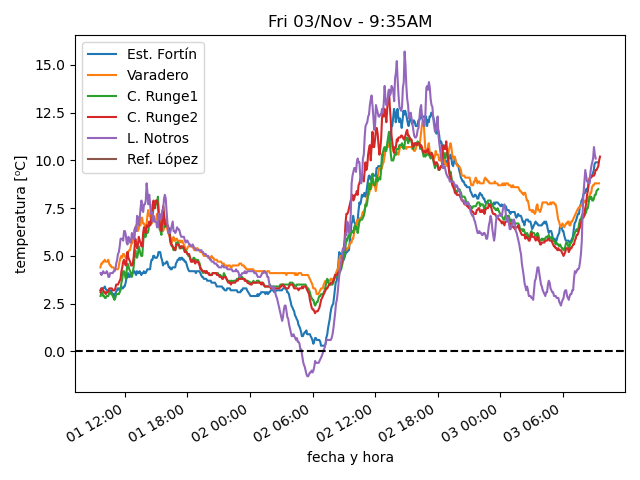 Fri 03/Nov - 9:35AM
temperatura [ºC]
15.0
12.5
10.0
7.5
5.0
2.5
0.0
Est. Fortín
Varadero
C. Runge1
C. Runge2
L. Notros
Ref. López
01 12:00
01 18:00
02 00:00
02 06:00
02 12:00
02 18:00
03 00:00
03 06:00
fecha y hora